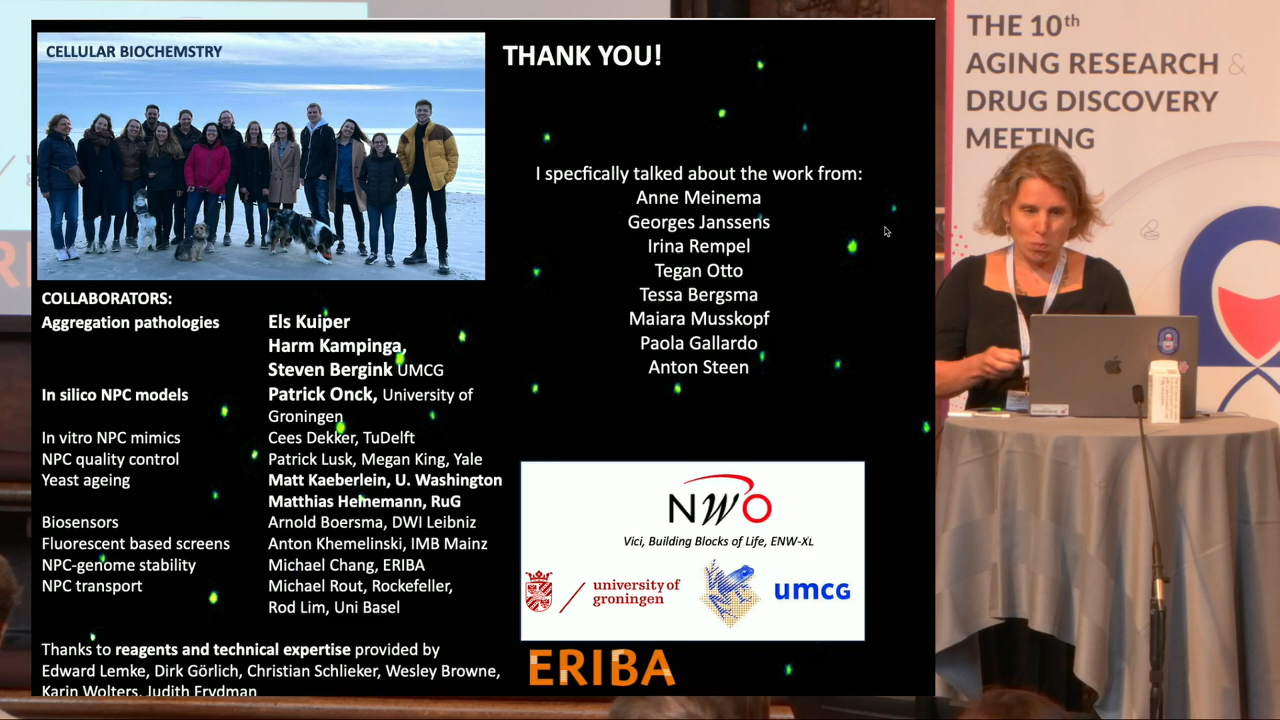 CELLULAR BIOCHEMSTRY
THANK YOU!
I specfically talked about the work from:
Anne Meinema
Georges Janssens
Irina Rempel
Tegan Otto
Tessa Bergsma
Maiara Musskopf
Paola Gallardo
Anton Steen
COLLABORATORS:
Aggregation pathologies Els Kuiper
Harm Kampinga,
Steven Bergink UMCG
In silico NPC models Patrick Onck, University of
Groningen
In vitro NPC mimics Cees Dekker, TuDelft
NPC quality control Patrick Lusk, Megan King, Yale
Yeast ageing Matt Kaeberlein, U. Washington
Matthias Heinemann, RuG
Biosensors Arnold Boersma, DWI Leibniz
Fluorescent based screens Anton Khemelinski, IMB Mainz
NPC-genome stability Michael Chang, ERIBA
NPC transport Michael Rout, Rockefeller,
Rod Lim, Uni Basel
Thanks to reagents and technical expertise provided by
Edward Lemke, Dirk Görlich, Christian Schlieker, Wesley Browne,
Karin Wolters, Judith Frydman
NWO
Vici, Building Blocks of Life, ENW-XL
university of
groningen
umcg
ERIBA
THE 10th
AGING RESEARCH &
DRUG DISCOVERY
MEETING